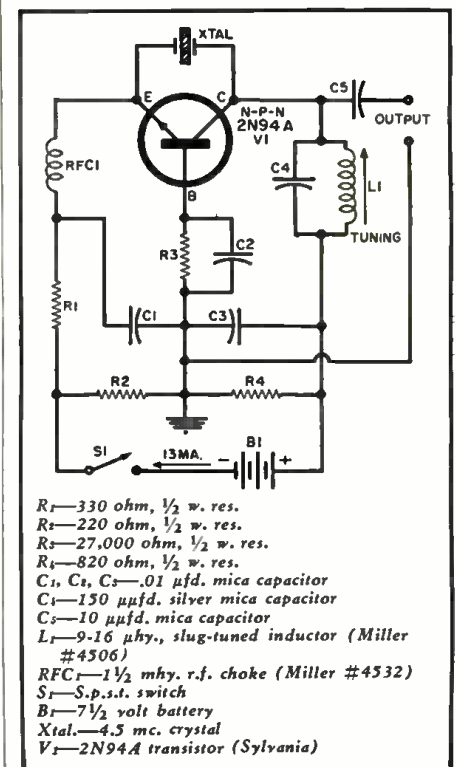 XTAL
E
C
N-P-N
2N94A
V1
C5
OUTPUT
RFC1
B
C4
L1
TUNING
R3
C2
R1
C1
C3
R2
R4
S1
13MA.
B1
-
+
R1—330 ohm, ½ w. res.
R2—220 ohm, ½ w. res.
R3—27,000 ohm, ½ w. res.
R4—820 ohm, ½ w. res.
C1, C2, C3—.01 µfd. mica capacitor
C4—150 µµfd. silver mica capacitor
C5—10 µµfd. mica capacitor
L1—9-16 µhy., slug-tuned inductor (Miller
#4506)
RFC1—1½ mhy. r.f. choke (Miller #4532)
S1—S.p.s.t. switch
B1—7½ volt battery
Xtal.—4.5 mc. crystal
V1—2N94A transistor (Sylvania)